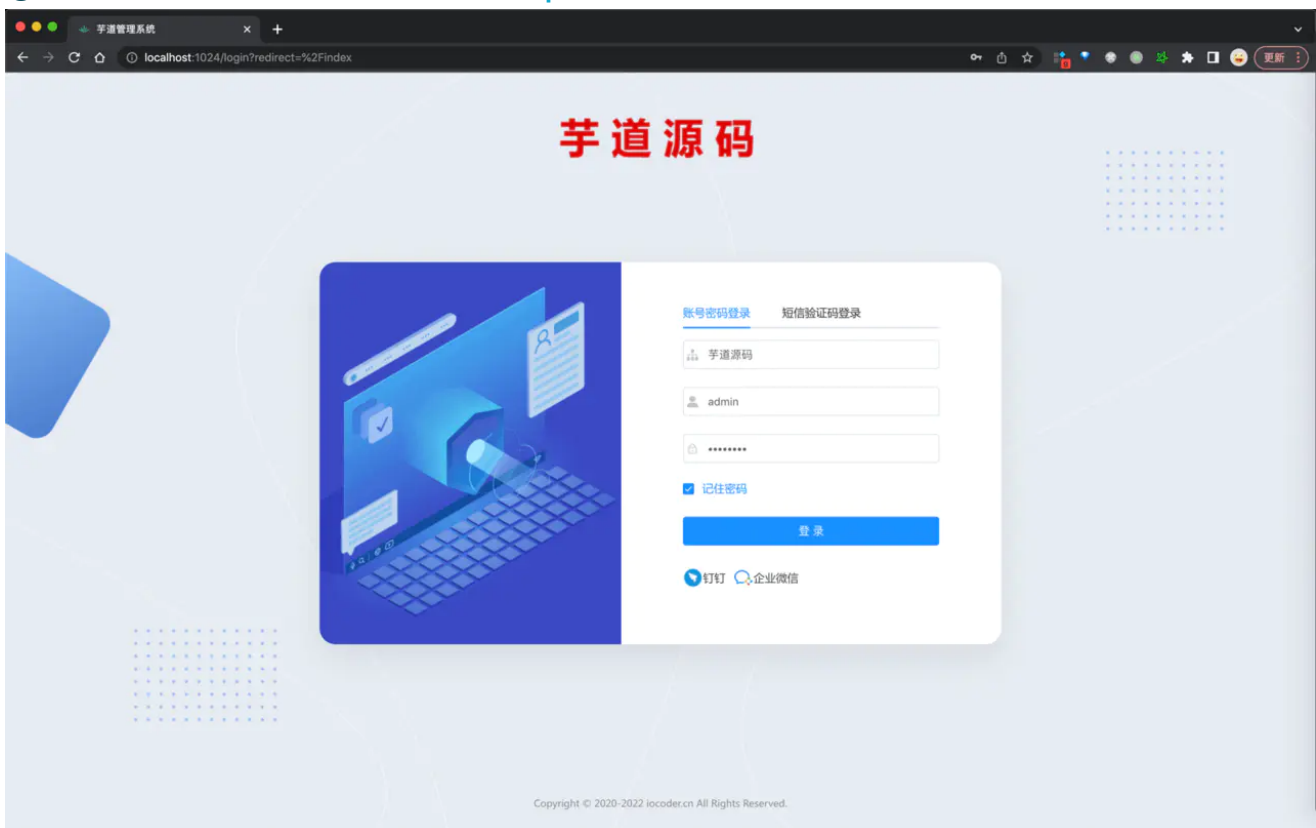 芋道管理系统
localhost:1024/login?redirect=%2Findex
更新
芋道源码
账号密码登录 短信验证码登录
芋道源码
admin
••••••••
记住密码
登 录
钉钉 企业微信
Copyright © 2020-2022 iocoder.cn All Rights Reserved.